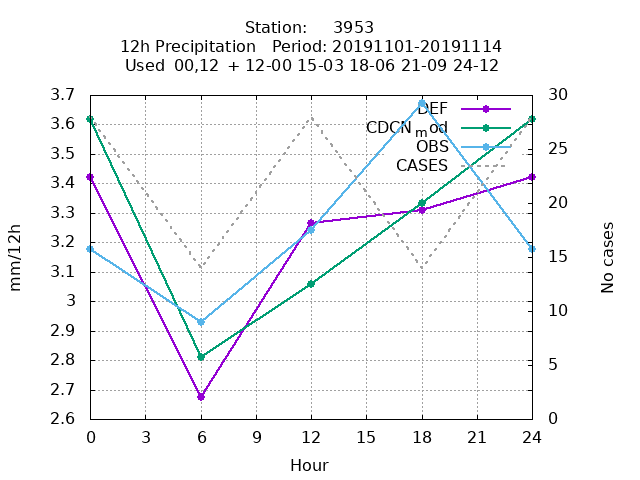 Station: 3953
12h Precipitation Period: 20191101-20191114
Used 00,12 + 12-00 15-03 18-06 21-09 24-12
3.7
3.6
3.5
3.4
3.3
3.2
3.1
3
2.9
2.8
2.7
2.6
30
25
20
15
10
5
0
DEF
CDCN_mod
OBS
CASES
mm/12h
No cases
0 3 6 9 12 15 18 21 24
Hour